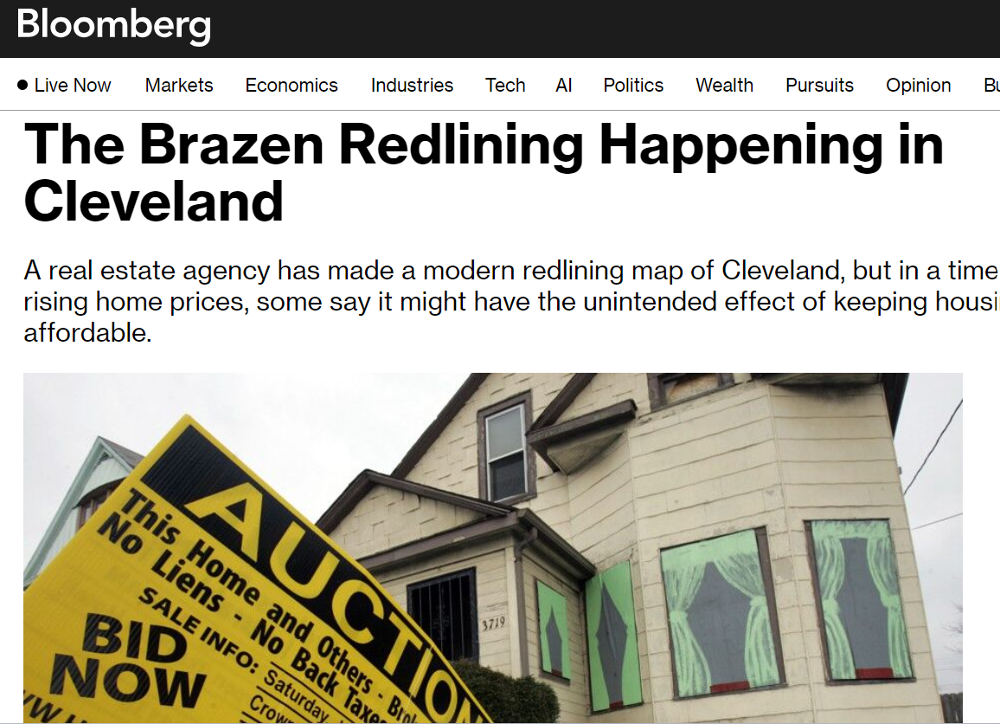 Bloomberg
Live Now Markets Economics Industries Tech AI Politics Wealth Pursuits Opinion
The Brazen Redlining Happening in
Cleveland
A real estate agency has made a modern redlining map of Cleveland, but in a time
rising home prices, some say it might have the unintended effect of keeping
affordable.
AUCTION
This Home and Others -
No Liens - No Back Taxes
SALE INFO: Saturday,
BID
NOW
3719